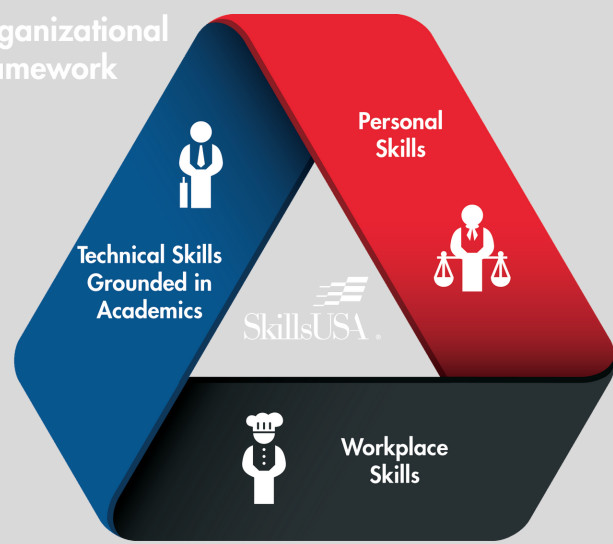 ganizational
amework
Personal
Skills
Technical Skills
Grounded in
Academics
SkillsUSA®
Workplace
Skills